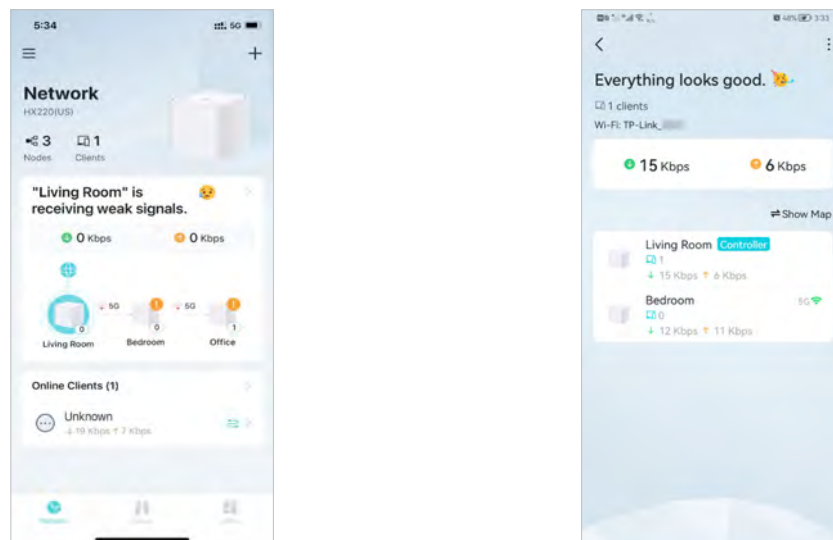 5:34
5G
Network
HX220(US)
3
1
Nodes
Clients
"Living Room" is
receiving weak signals.
0 Kbps
0 Kbps
5G
5G
0
0
1
Living Room
Bedroom
Office
Online Clients (1)
Unknown
↓ 19 Kbps ↑ 7 Kbps
48%
3:33
Everything looks good.
1 clients
Wi-Fi: TP-Link_
15 Kbps
6 Kbps
Show Map
Living Room Controller
1
↓ 15 Kbps ↑ 6 Kbps
Bedroom
5G
0
↓ 12 Kbps ↑ 11 Kbps